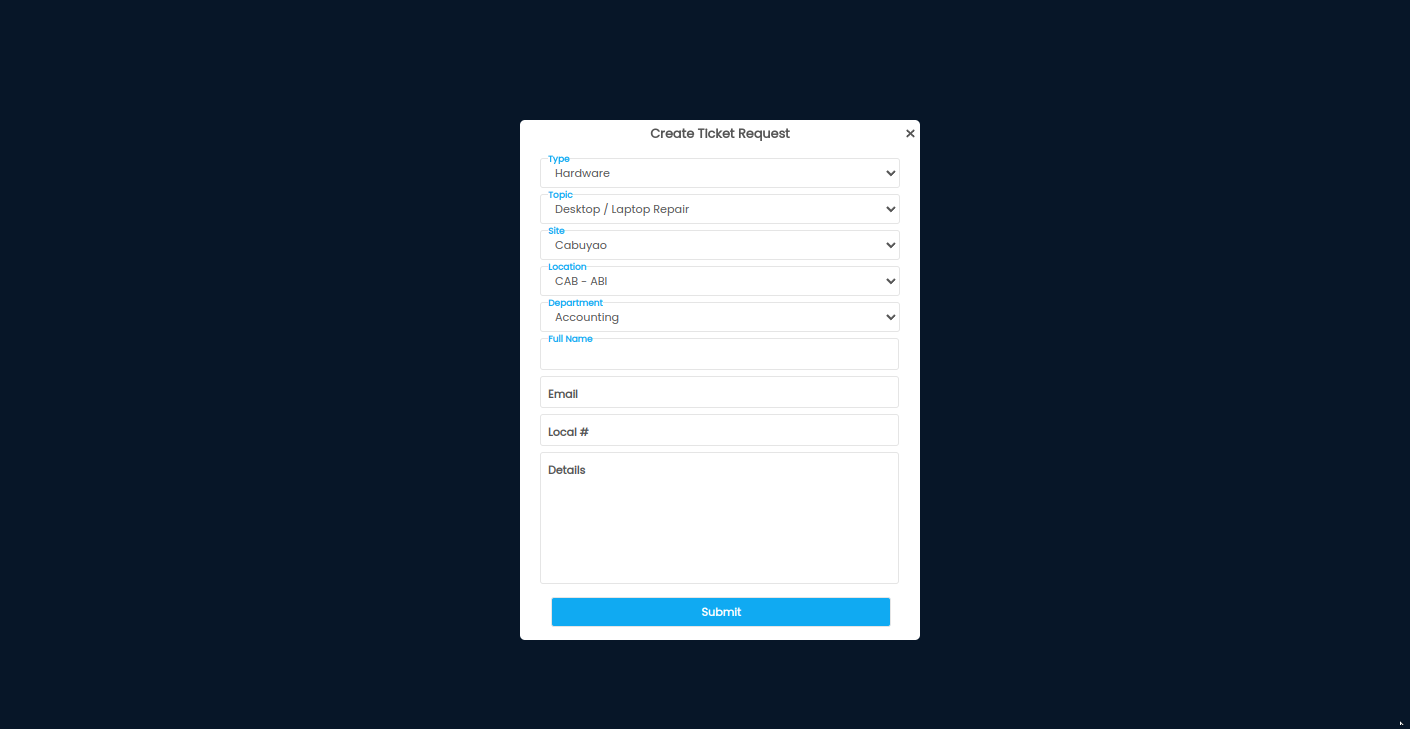 Create Ticket Request ×
Type
Hardware
Topic
Desktop / Laptop Repair
Site
Cabuyao
Location
CAB - ABI
Department
Accounting
Full Name
Email
Local #
Details
Submit